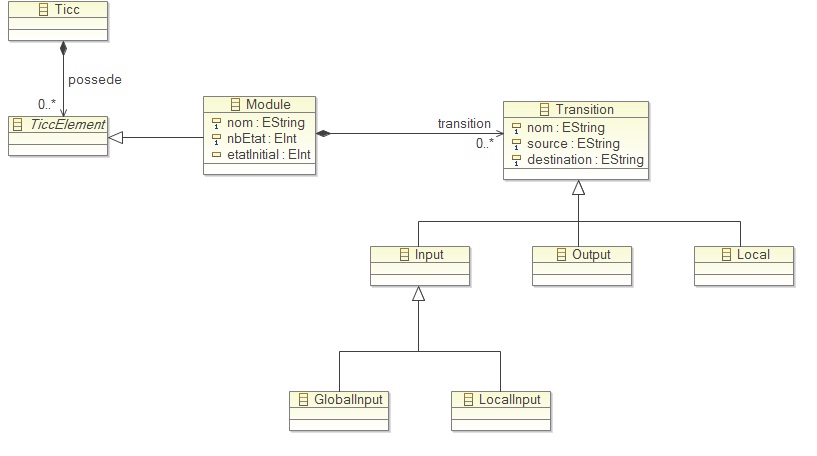 Ticc
possede
0..*
TiccElement
Module
nom : EString
nbEtat : EInt
etatInitial : EInt
transition
0..*
Transition
nom : EString
source : EString
destination : EString
Input
Output
Local
GlobalInput
LocalInput